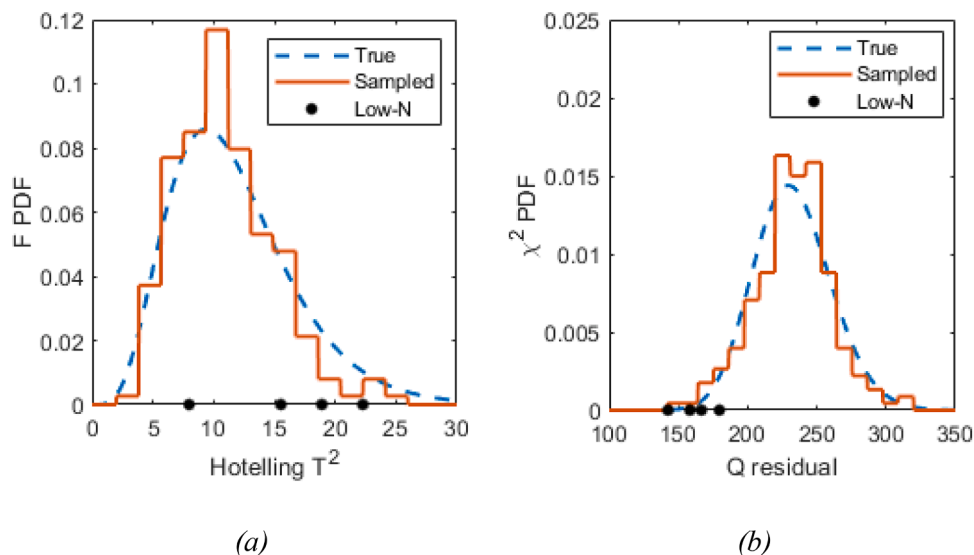 0.12
0.1
0.08
0.06
0.04
0.02
0
F PDF
0 5 10 15 20 25 30
Hotelling T²
True
Sampled
Low-N
(a)
0.025
0.02
0.015
0.01
0.005
0
χ² PDF
100 150 200 250 300 350
Q residual
True
Sampled
Low-N
(b)